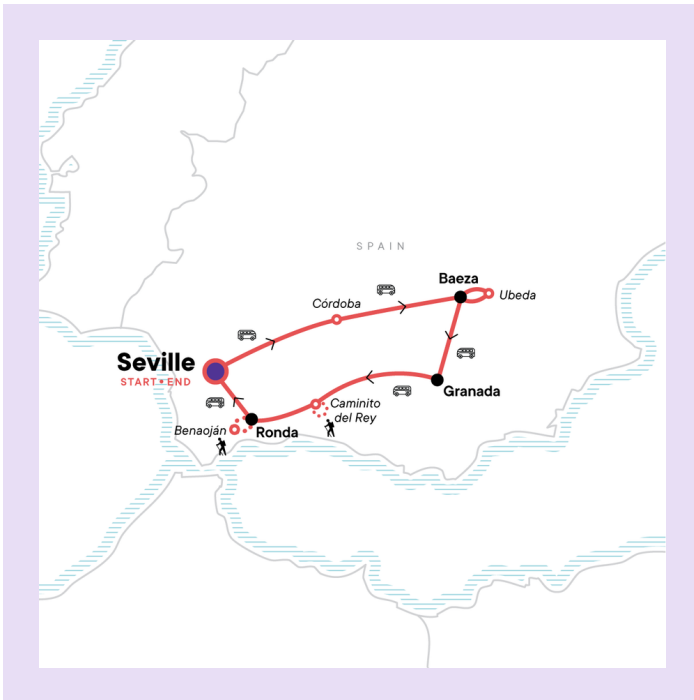 SPAIN
Baeza
Ubeda
Córdoba
Seville
START • END
Granada
Caminito
del Rey
Benaoján
Ronda